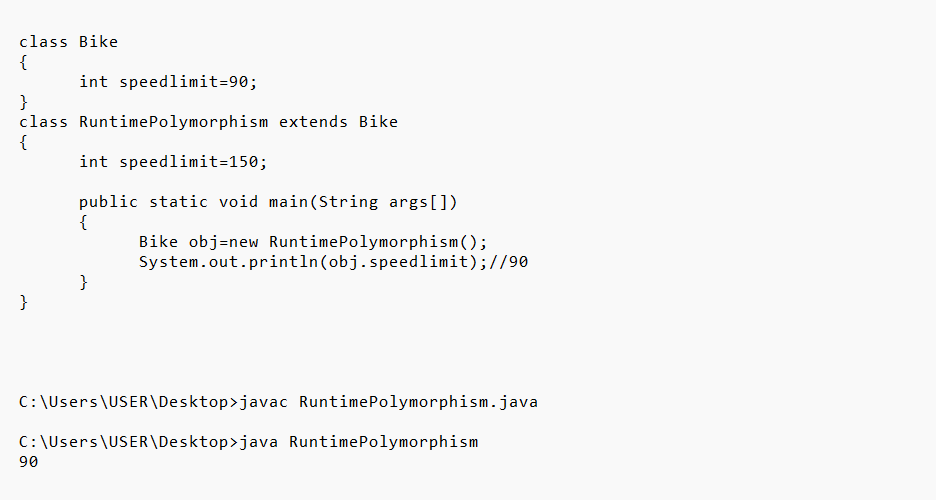 class Bike
{
int speedlimit=90;
}
class RuntimePolymorphism extends Bike
{
int speedlimit=150;
public static void main(String args[])
{
Bike obj=new RuntimePolymorphism();
System.out.println(obj.speedlimit);//90
}
}
C:\Users\USER\Desktop>javac RuntimePolymorphism.java
C:\Users\USER\Desktop>java RuntimePolymorphism
90